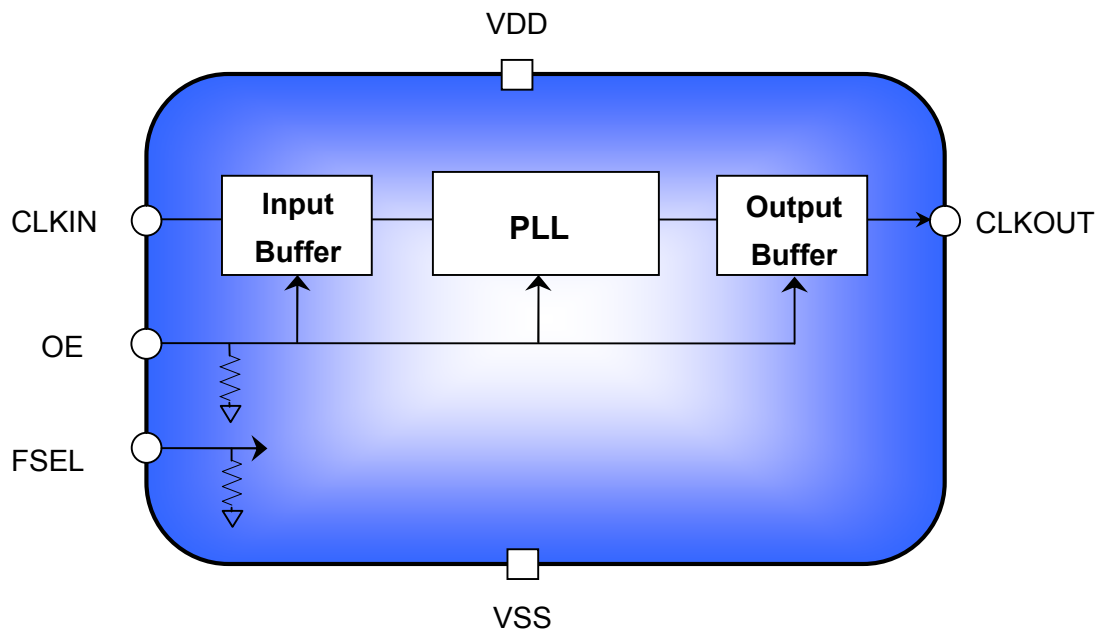 VDD
Input
Buffer
PLL
Output
Buffer
CLKIN
CLKOUT
OE
FSEL
VSS